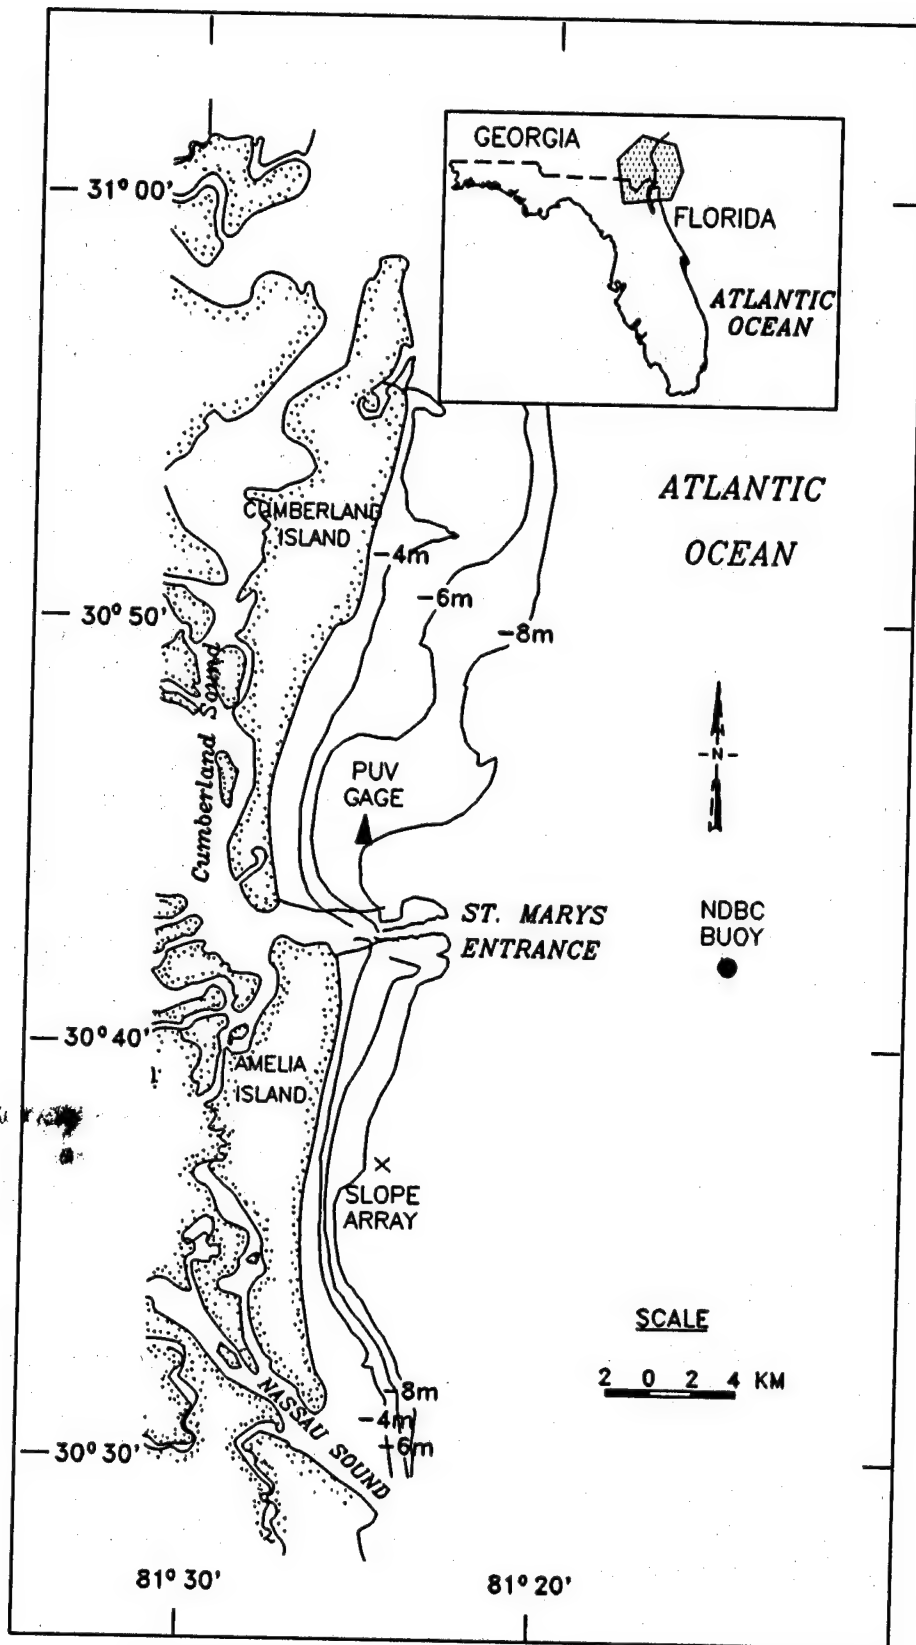 GEORGIA
FLORIDA
ATLANTIC
OCEAN
31° 00'
ATLANTIC
OCEAN
CUMBERLAND
ISLAND
-4m
-6m
-8m
30° 50'
Cumberland Sound
-N-
PUV
GAGE
ST. MARYS
ENTRANCE
NDBC
BUOY
30° 40'
AMELIA
ISLAND
×
SLOPE
ARRAY
SCALE
2 0 2 4 KM
-8m
-4m
-6m
NASSAU SOUND
30° 30'
81° 30'
81° 20'